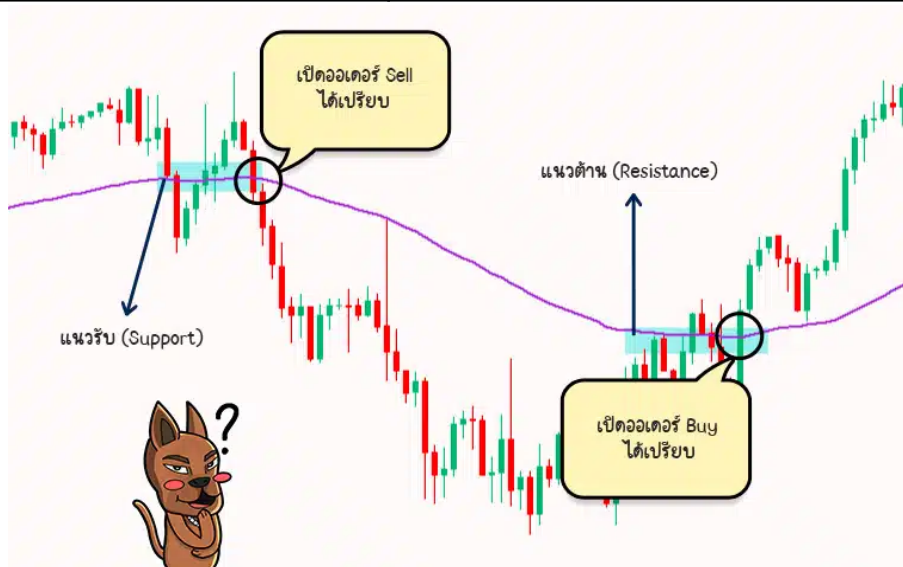 เปิดออเดอร์ Sell
ได้เปรียบ
แนวต้าน (Resistance)
แนวรับ (Support)
?
เปิดออเดอร์ Buy
ได้เปรียบ